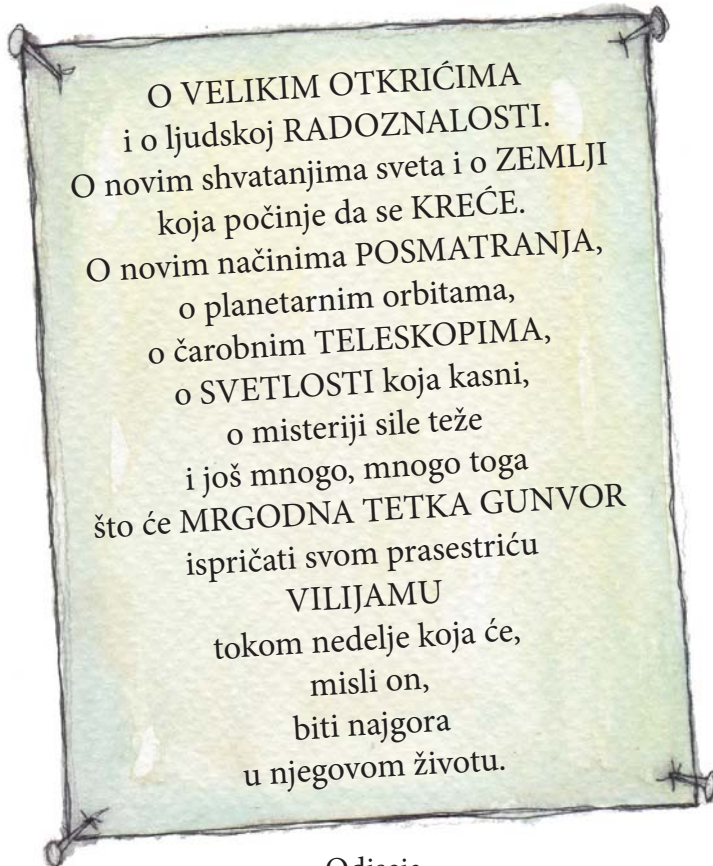 O VELIKIM OTKRIĆIMA
i o ljudskoj RADOZNALOSTI.
O novim shvatanjima sveta i o ZEMLJI
koja počinje da se KREĆE.
O novim načinima POSMATRANJA,
o planetarnim orbitama,
o čarobnim TELESKOPIMA,
o SVETLOSTI koja kasni,
o misteriji sile teže
i još mnogo, mnogo toga
što će MRGODNA TETKA GUNVOR
ispričati svom prasestriću
VILIJAMU
tokom nedelje koja će,
misli on,
biti najgora
u njegovom životu.